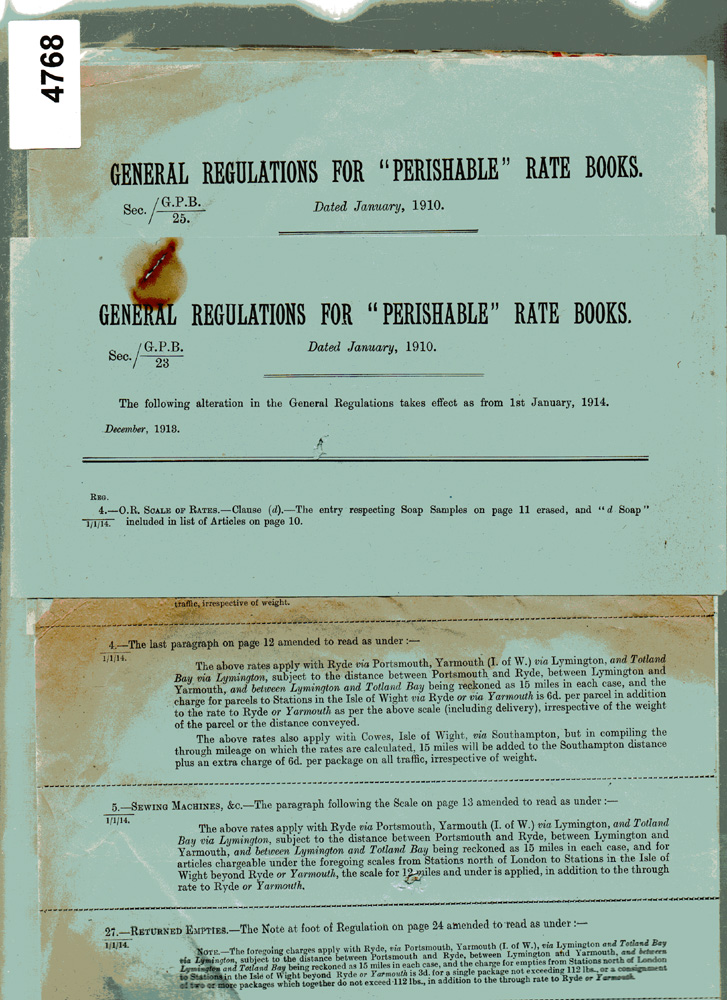 4768
GENERAL REGULATIONS FOR "PERISHABLE" RATE BOOKS.
Sec. / G.P.B. 25.
Dated January, 1910.
GENERAL REGULATIONS FOR "PERISHABLE" RATE BOOKS.
Sec. / G.P.B. 23
Dated January, 1910.
The following alteration in the General Regulations takes effect as from 1st January, 1914.
December, 1913.
REG.
4.—O.R. SCALE OF RATES.—Clause (d).—The entry respecting Soap Samples on page 11 erased, and "d Soap"
1/1/14. included in list of Articles on page 10.
traffic, irrespective of weight.
4.—The last paragraph on page 12 amended to read as under :—
1/1/14.
The above rates apply with Ryde via Portsmouth, Yarmouth (I. of W.) via Lymington, and Totland
Bay via Lymington, subject to the distance between Portsmouth and Ryde, between Lymington and
Yarmouth, and between Lymington and Totland Bay being reckoned as 15 miles in each case, and the
charge for parcels to Stations in the Isle of Wight via Ryde or via Yarmouth is 6d. per parcel in addition
to the rate to Ryde or Yarmouth as per the above scale (including delivery), irrespective of the weight
of the parcel or the distance conveyed.
The above rates also apply with Cowes, Isle of Wight, via Southampton, but in compiling the
through mileage on which the rates are calculated, 15 miles will be added to the Southampton distance
plus an extra charge of 6d. per package on all traffic, irrespective of weight.
5.—SEWING MACHINES, &c.—The paragraph following the Scale on page 13 amended to read as under :—
1/1/14.
The above rates apply with Ryde via Portsmouth, Yarmouth (I. of W.) via Lymington, and Totland
Bay via Lymington, subject to the distance between Portsmouth and Ryde, between Lymington and
Yarmouth, and between Lymington and Totland Bay being reckoned as 15 miles in each case, and for
articles chargeable under the foregoing scales from Stations north of London to Stations in the Isle of
Wight beyond Ryde or Yarmouth, the scale for 12 miles and under is applied, in addition to the through
rate to Ryde or Yarmouth.
27.—RETURNED EMPTIES.—The Note at foot of Regulation on page 24 amended to read as under :—
1/1/14.
NOTE.—The foregoing charges apply with Ryde, via Portsmouth, Yarmouth (I. of W.), via Lymington and Totland Bay
via Lymington, subject to the distance between Portsmouth and Ryde, between Lymington and Yarmouth, and between
Lymington and Totland Bay being reckoned as 15 miles in each case, and the charge for empties from Stations north of London
to Stations in the Isle of Wight beyond Ryde or Yarmouth is 3d. for a single package not exceeding 112 lbs., or a consignment
of two or more packages which together do not exceed 112 lbs., in addition to the through rate to Ryde or Yarmouth.